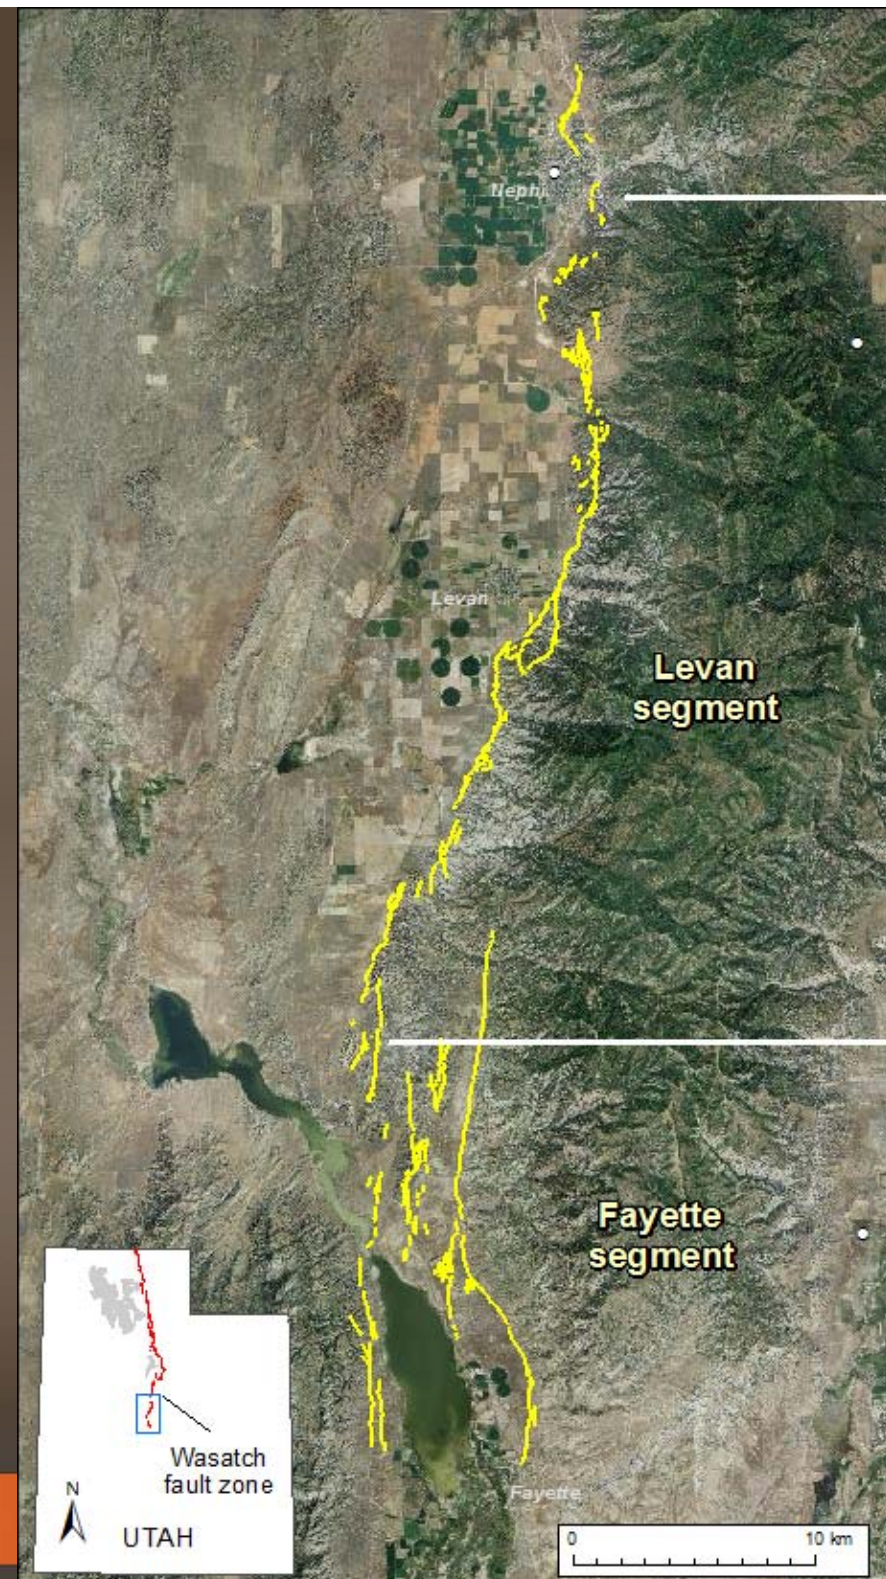 Nephi
Levan
Levan
segment
Fayette
segment
Wasatch
fault zone
N
UTAH
Fayette
0
10 km